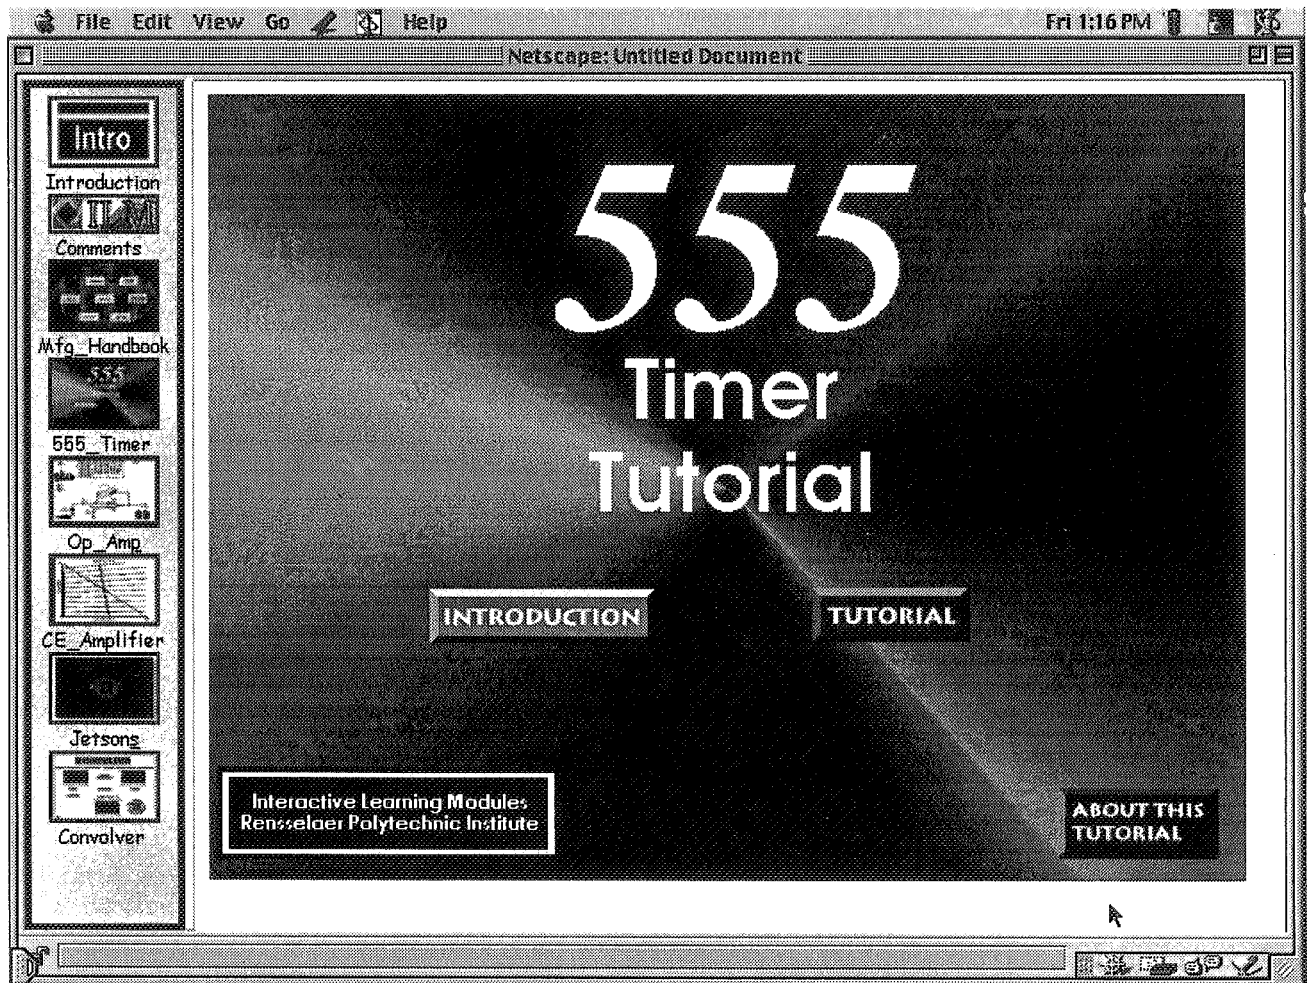 File Edit View Go Help Fri 1:16 PM
Netscape: Untitled Document
Intro
Introduction
Comments
Mfg_Handbook
555
555_Timer
Op_Amp
CE_Amplifier
Jetsons
Convolver
555
Timer
Tutorial
INTRODUCTION
TUTORIAL
Interactive Learning Modules
Rensselaer Polytechnic Institute
ABOUT THIS
TUTORIAL